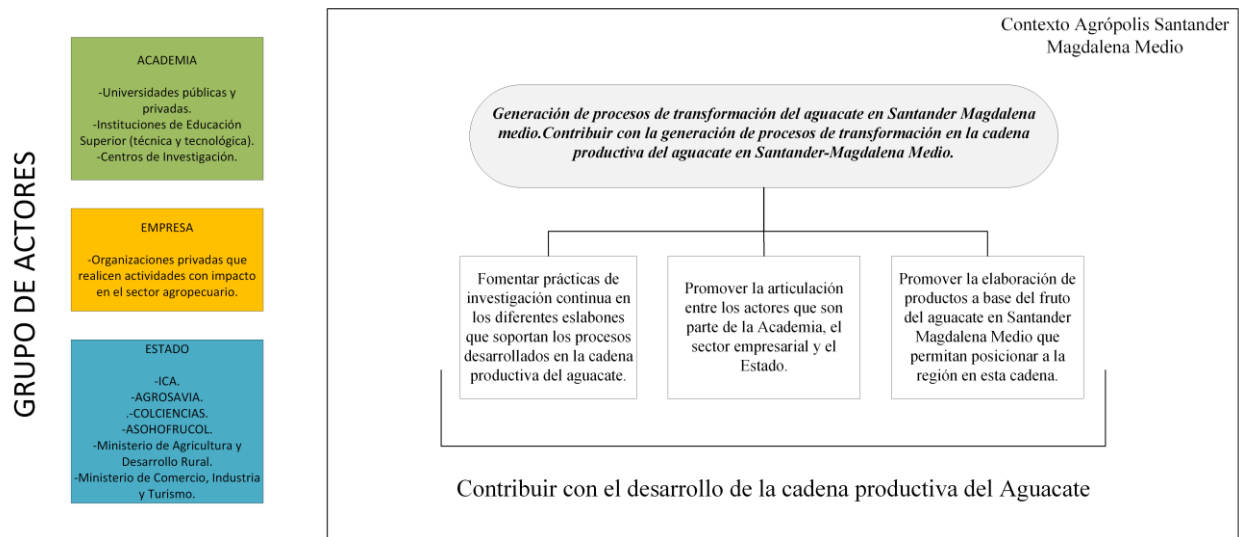 GRUPO DE ACTORES
ACADEMIA
-Universidades públicas y
privadas.
-Instituciones de Educación
Superior (técnica y tecnológica).
-Centros de Investigación.
EMPRESA
-Organizaciones privadas que
realicen actividades con impacto
en el sector agropecuario.
ESTADO
-ICA.
-AGROSAVIA.
.-COLCIENCIAS.
-ASOHOFRUCOL.
-Ministerio de Agricultura y
Desarrollo Rural.
-Ministerio de Comercio, Industria
y Turismo.
Contexto Agrópolis Santander
Magdalena Medio
Generación de procesos de transformación del aguacate en Santander Magdalena
medio.Contribuir con la generación de procesos de transformación en la cadena
productiva del aguacate en Santander-Magdalena Medio.
Fomentar prácticas de
investigación continua en
los diferentes eslabones
que soportan los procesos
desarrollados en la cadena
productiva del aguacate.
Promover la articulación
entre los actores que son
parte de la Academia, el
sector empresarial y el
Estado.
Promover la elaboración de
productos a base del fruto
del aguacate en Santander
Magdalena Medio que
permitan posicionar a la
región en esta cadena.
Contribuir con el desarrollo de la cadena productiva del Aguacate